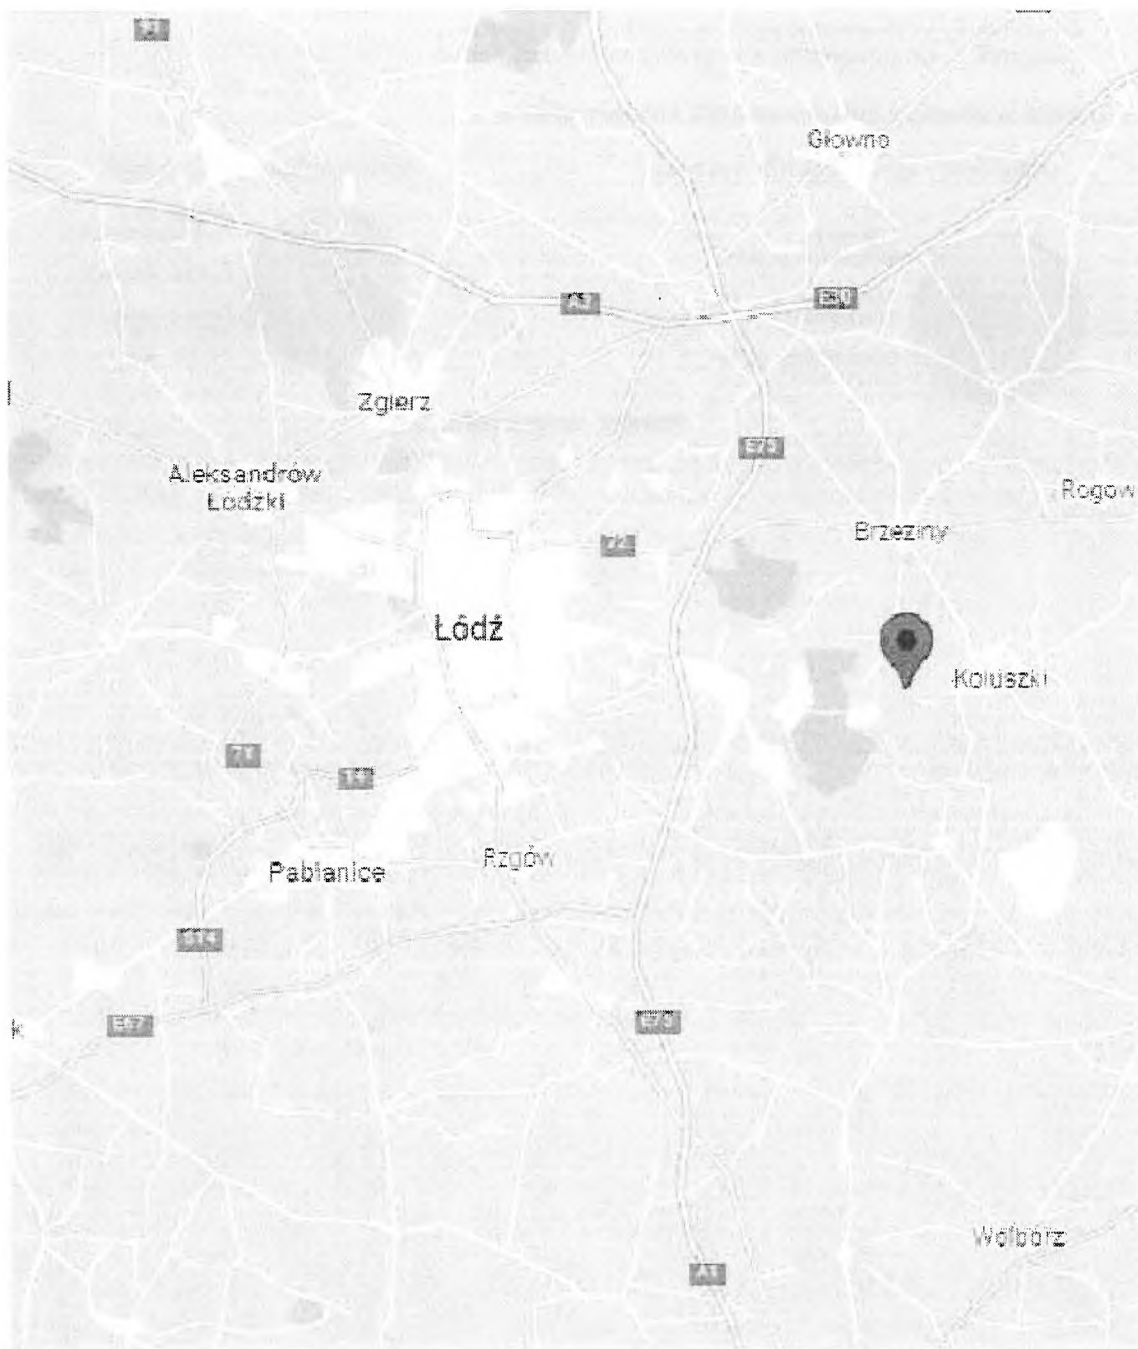 Głowno
A2
E30
Zgierz
E75
Aleksandrów
Łódzki
Rogów
Brzeziny
72
Łódź
Koluszki
71
14
Rzgów
Pabianice
S14
k
E67
E75
Wolbórz
A1